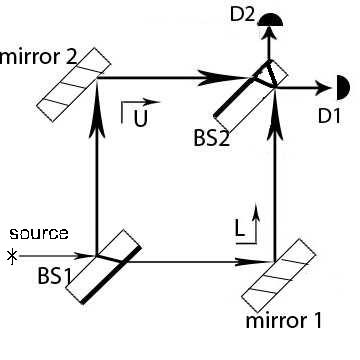 D2
mirror 2
D1
U
BS2
source
L
BS1
mirror 1